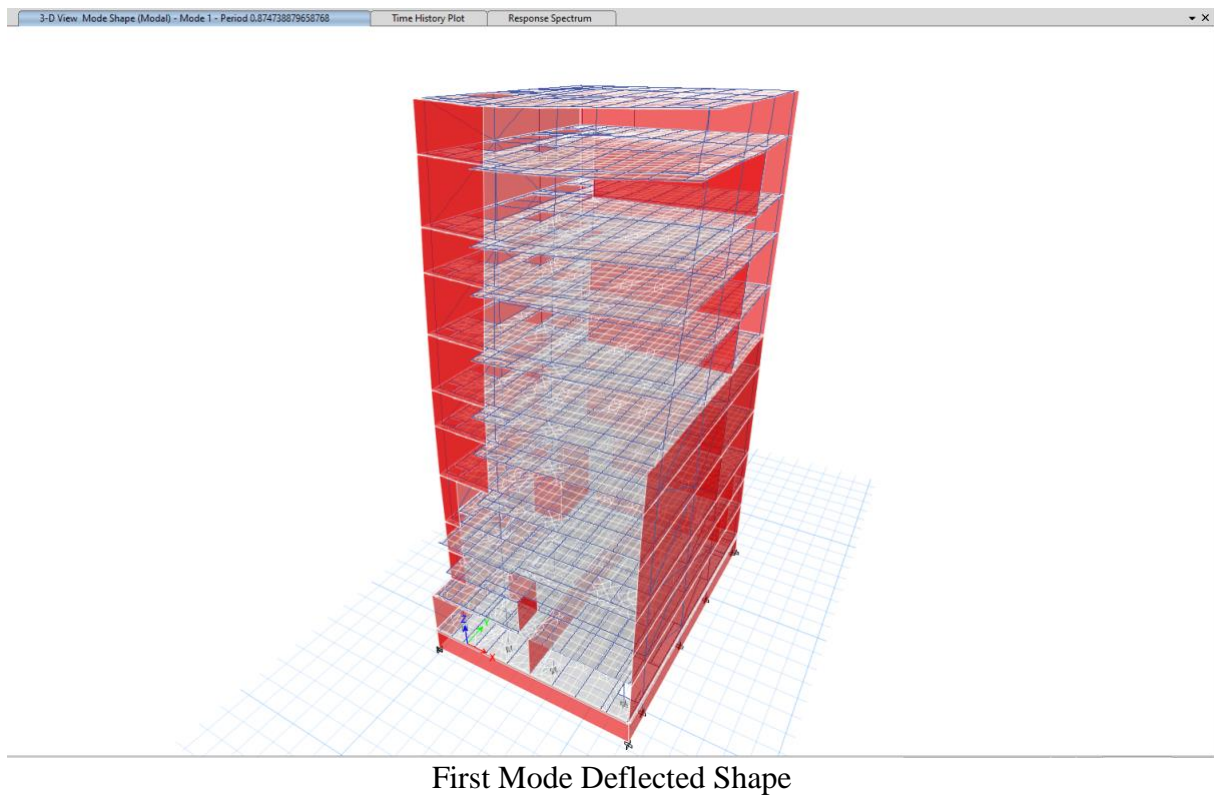 3-D View Mode Shape (Modal) - Mode 1 - Period 0.874738879658768
Time History Plot
Response Spectrum
Z
Y
X
First Mode Deflected Shape